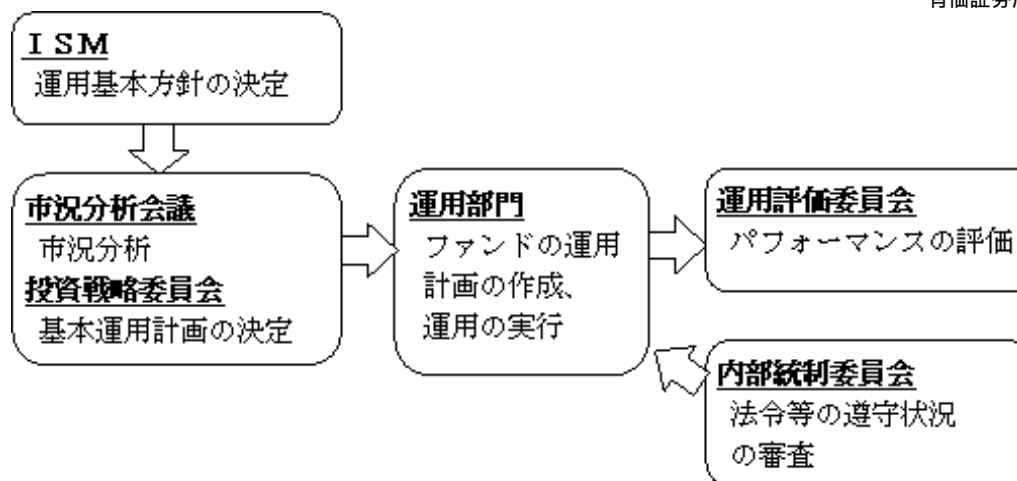 ＩＳＭ
運用基本方針の決定
市況分析会議
市況分析
投資戦略委員会
基本運用計画の決定
運用部門
ファンドの運用
計画の作成、
運用の実行
運用評価委員会
パフォーマンスの評価
内部統制委員会
法令等の遵守状況
の審査